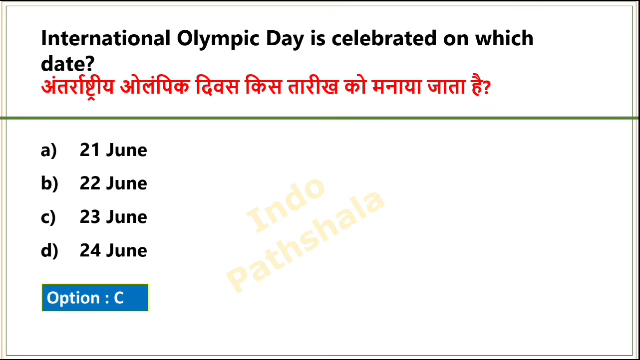 International Olympic Day is celebrated on which
date?
अंतर्राष्ट्रीय ओलंपिक दिवस किस तारीख को मनाया जाता है?
a) 21 June
b) 22 June
c) 23 June
d) 24 June
Indo
Pathshala
Option : C